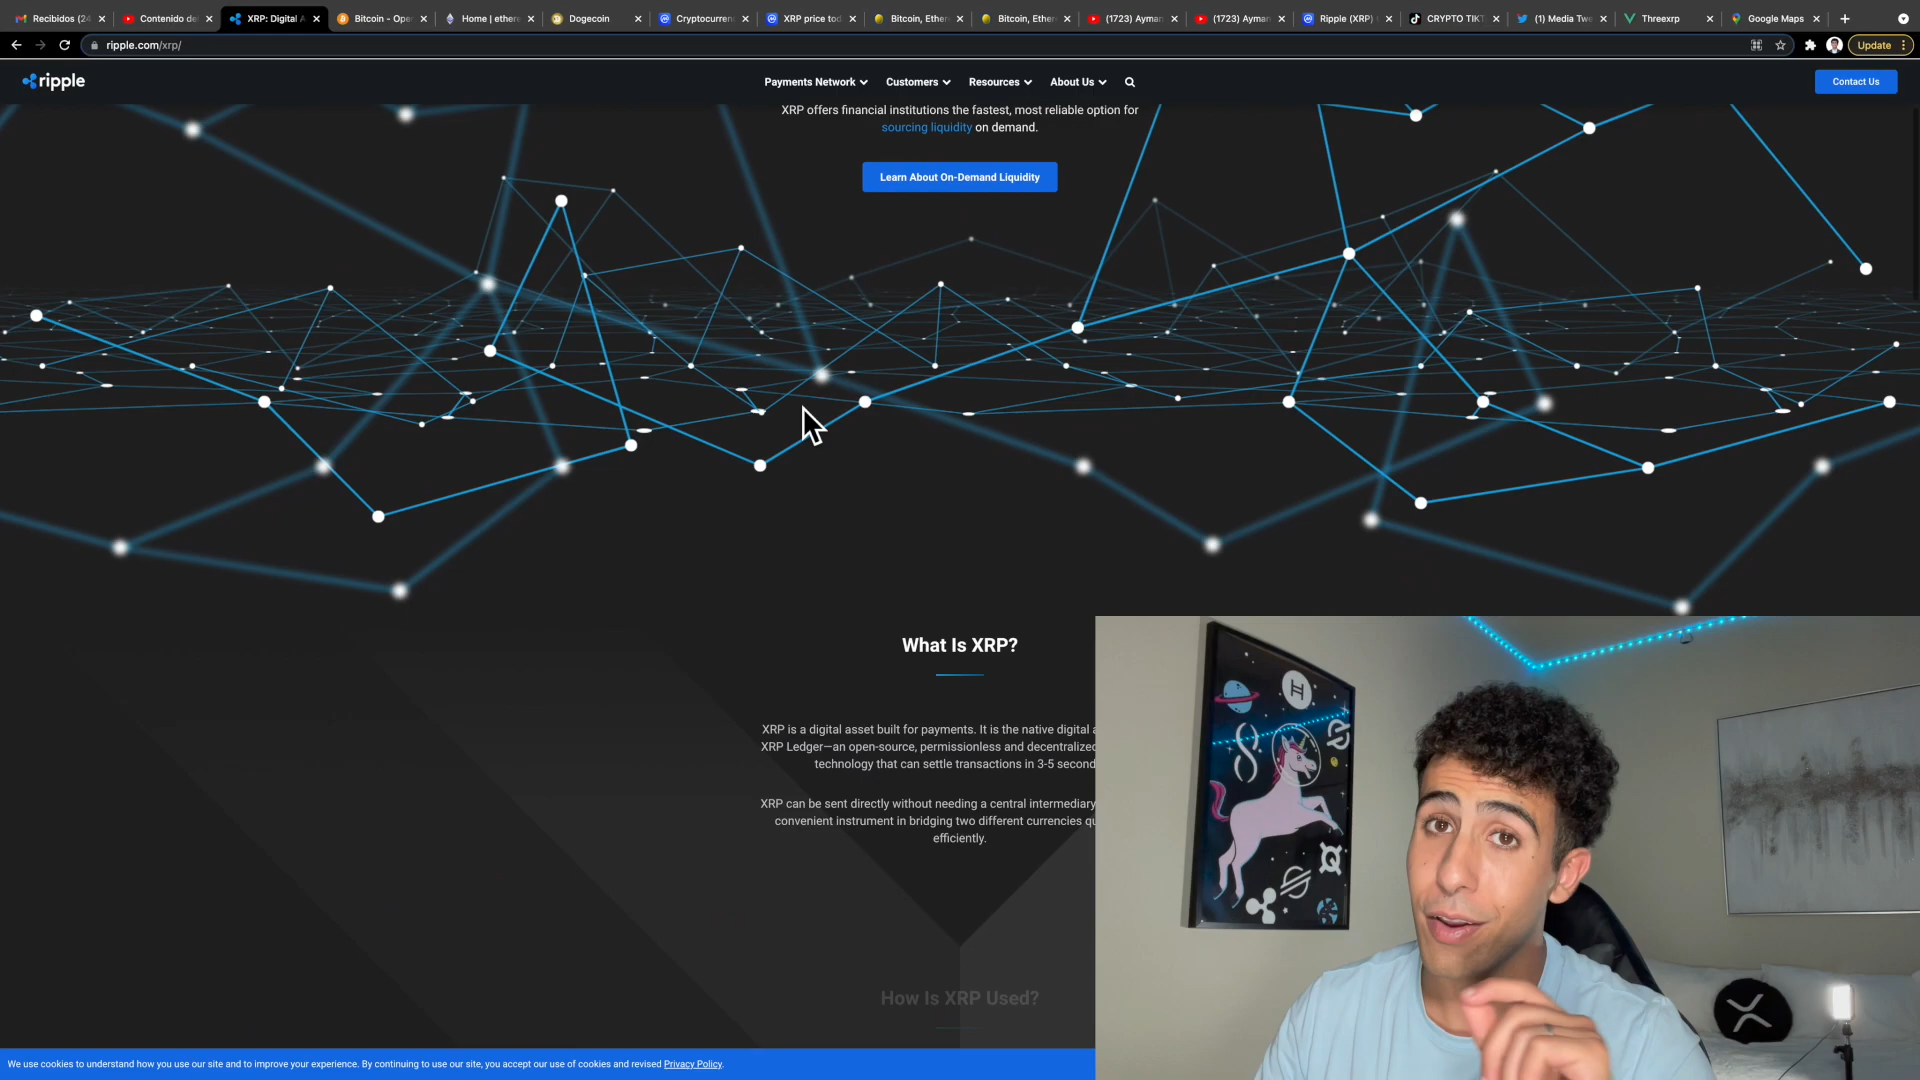 Recibidos (24
Contenido de
XRP: Digital A
Bitcoin - Ope
Home | ethere
Dogecoin
Cryptocurren
XRP price tod
Bitcoin, Ether
Bitcoin, Ether
(1723) Ayman
(1723) Ayman
Ripple (XRP)
CRYPTO TIKT
(1) Media Twe
Threexrp
Google Maps
ripple.com/xrp/
Update
ripple
Payments Network
Customers
Resources
About Us
Contact Us
XRP offers financial institutions the fastest, most reliable option for
sourcing liquidity on demand.
Learn About On-Demand Liquidity
What Is XRP?
XRP is a digital asset built for payments. It is the native digital a
XRP Ledger—an open-source, permissionless and decentralized
technology that can settle transactions in 3-5 second
XRP can be sent directly without needing a central intermediary
convenient instrument in bridging two different currencies qu
efficiently.
How Is XRP Used?
We use cookies to understand how you use our site and to improve your experience. By continuing to use our site, you accept our use of cookies and revised Privacy Policy.